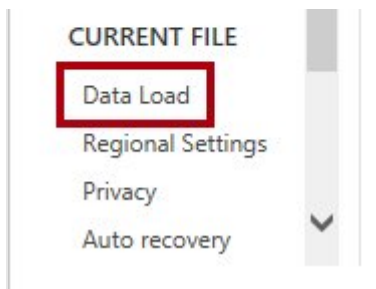 CURRENT FILE
Data Load
Regional Settings
Privacy
Auto recovery